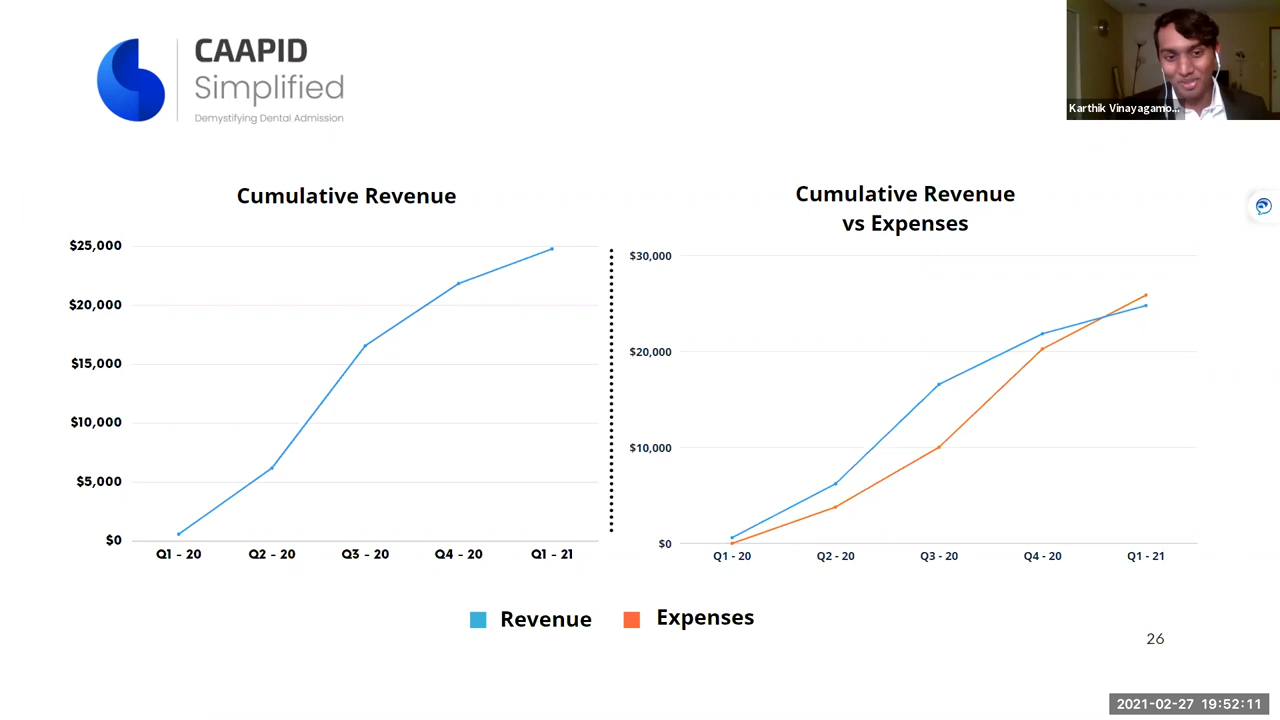 CAAPID
Simplified
Demystifying Dental Admission
Karthik Vinayagamo...
Cumulative Revenue
$25,000
$20,000
$15,000
$10,000
$5,000
$0
Q1 - 20
Q2 - 20
Q3 - 20
Q4 - 20
Q1 - 21
Cumulative Revenue
vs Expenses
$30,000
$20,000
$10,000
$0
Q1 - 20
Q2 - 20
Q3 - 20
Q4 - 20
Q1 - 21
Revenue
Expenses
26
2021-02-27 19:52:11